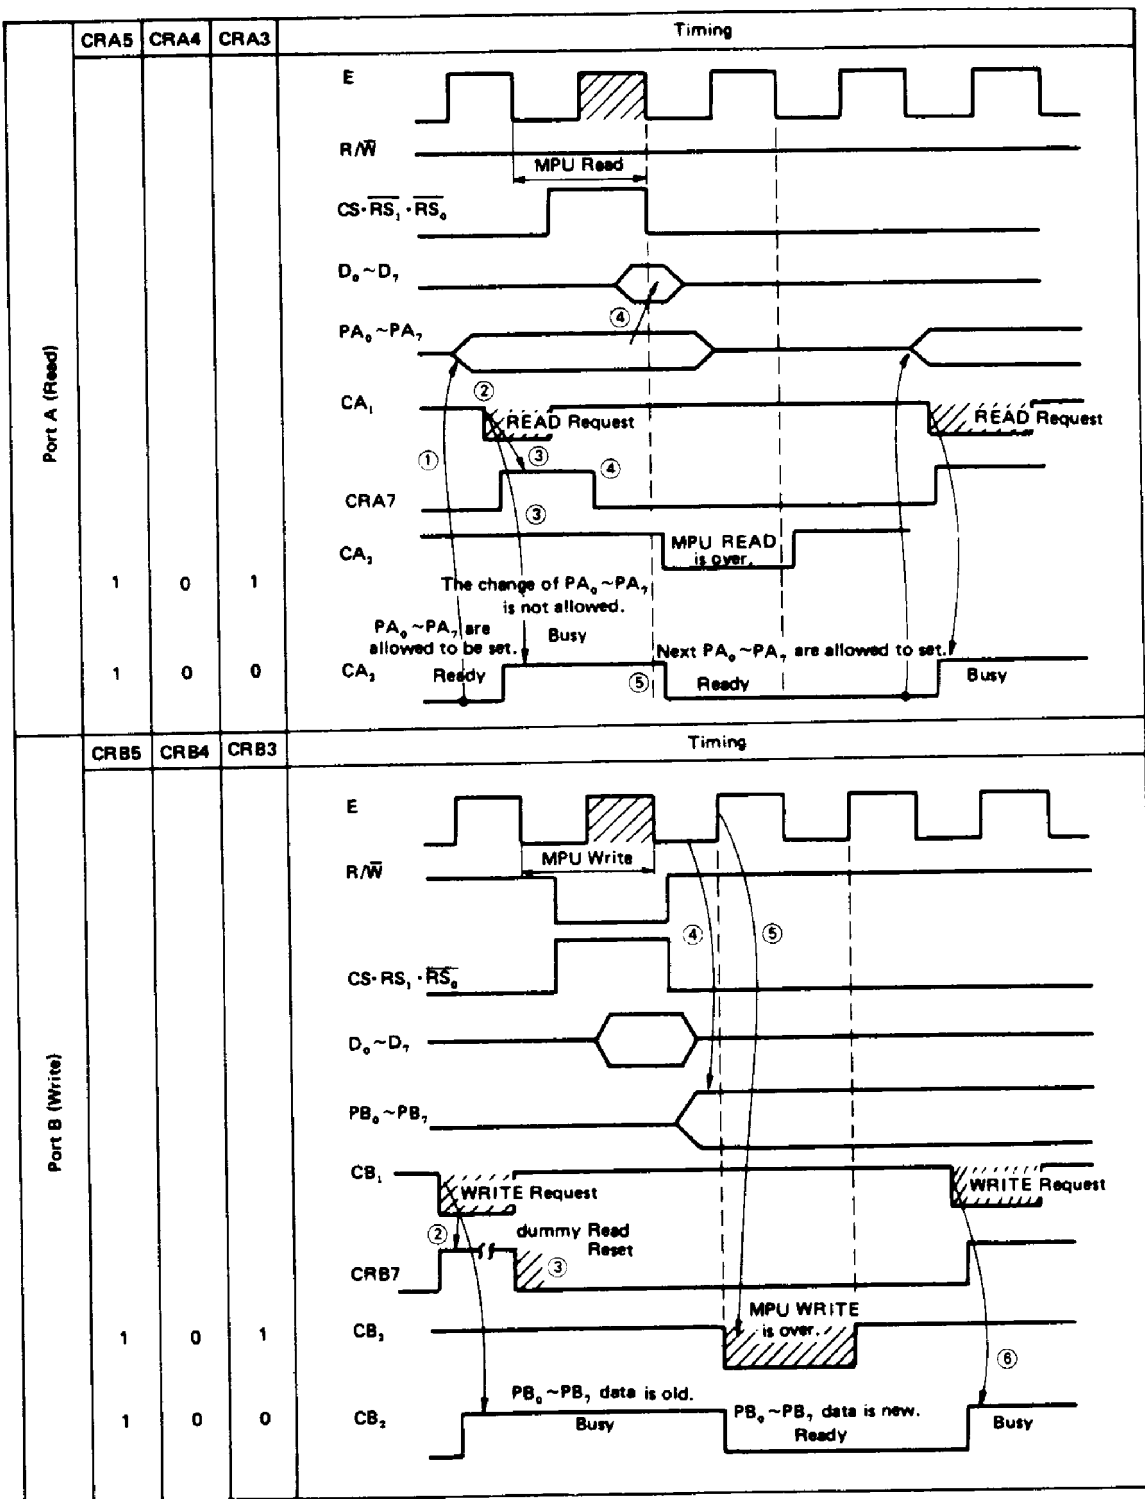 CRA5 CRA4 CRA3 Timing
Port A (Read)
E
R/W̅
MPU Read
CS·R̅S̅₁·R̅S̅₀
D₀~D₇
④
PA₀~PA₇
②
CA₁
READ Request READ Request
① ③ ④
CRA7
③
MPU READ
is over.
CA₂
1 0 1
The change of PA₀~PA₇
is not allowed.
PA₀~PA₇ are
allowed to be set.
Busy
Next PA₀~PA₇ are allowed to set.
1 0 0 CA₂ Ready ⑤ Ready Busy
CRB5 CRB4 CRB3 Timing
Port B (Write)
E
MPU Write
R/W̅
④ ⑤
CS·RS₁·R̅S̅₀
D₀~D₇
PB₀~PB₇
CB₁
WRITE Request WRITE Request
② dummy Read
Reset
CRB7 ③
MPU WRITE
is over.
1 0 1 CB₂
⑥
PB₀~PB₇ data is old.
PB₀~PB₇ data is new.
1 0 0 CB₂ Busy Ready Busy